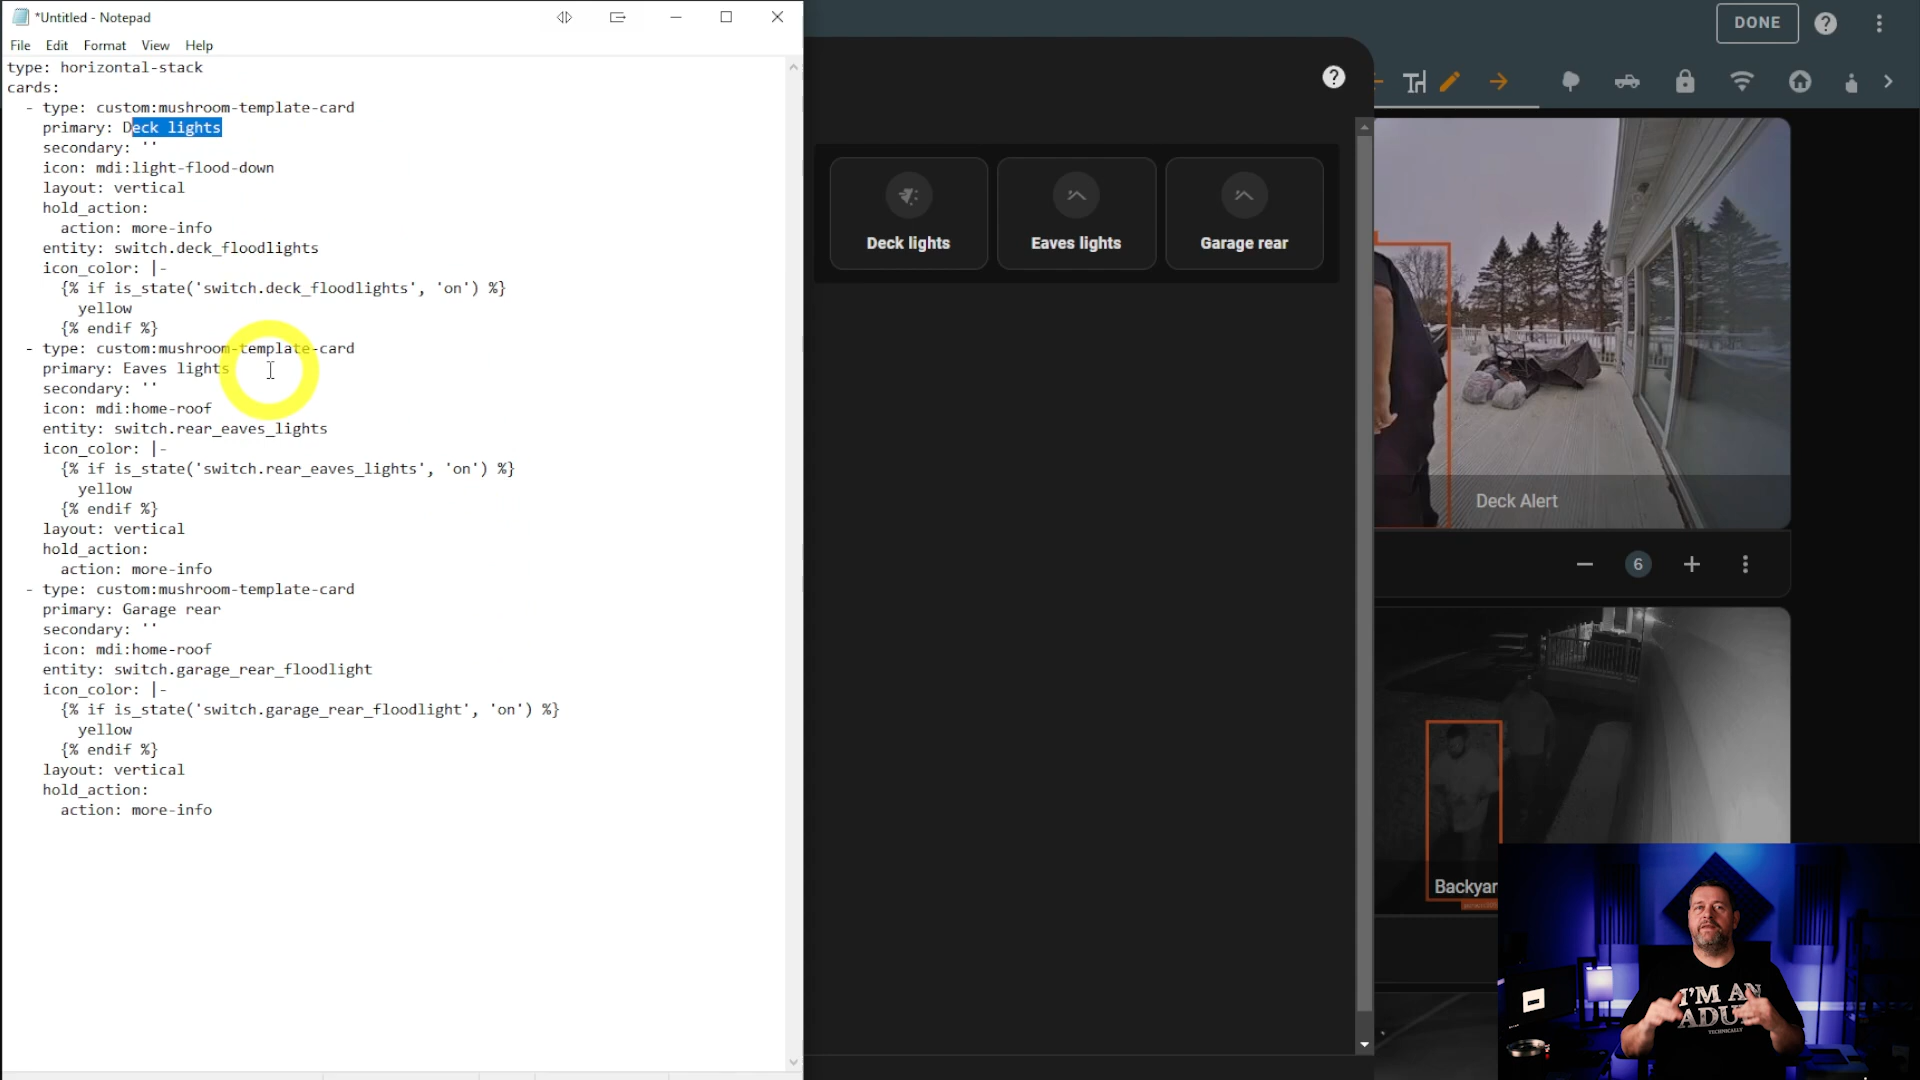 *Untitled - Notepad
File Edit Format View Help
type: horizontal-stack
cards:
- type: custom:mushroom-template-card
primary: Deck lights
secondary: ''
icon: mdi:light-flood-down
layout: vertical
hold_action:
action: more-info
entity: switch.deck_floodlights
icon_color: |-
{% if is_state('switch.deck_floodlights', 'on') %}
yellow
{% endif %}
- type: custom:mushroom-template-card
primary: Eaves lights
secondary: ''
icon: mdi:home-roof
entity: switch.rear_eaves_lights
icon_color: |-
{% if is_state('switch.rear_eaves_lights', 'on') %}
yellow
{% endif %}
layout: vertical
hold_action:
action: more-info
- type: custom:mushroom-template-card
primary: Garage rear
secondary: ''
icon: mdi:home-roof
entity: switch.garage_rear_floodlight
icon_color: |-
{% if is_state('switch.garage_rear_floodlight', 'on') %}
yellow
{% endif %}
layout: vertical
hold_action:
action: more-info
DONE
Deck lights
Eaves lights
Garage rear
Deck Alert
6
Backyar
I'M AN
ADU
TECHNICALLY